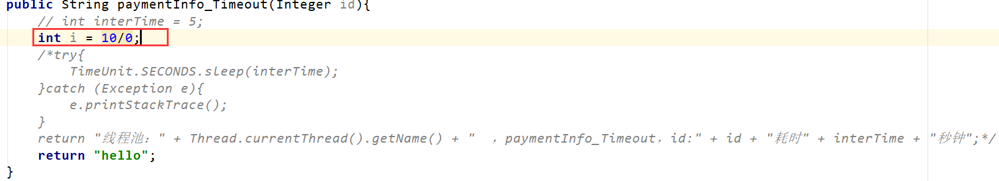 public String paymentInfo_Timeout(Integer id){
// int interTime = 5;
int i = 10/0;
/*try{
TimeUnit.SECONDS.sleep(interTime);
}catch (Exception e){
e.printStackTrace();
}
return "线程池：" + Thread.currentThread().getName() + "  ，paymentInfo_Timeout，id:" + id + "耗时" + interTime + "秒钟";*/
return "hello";
}